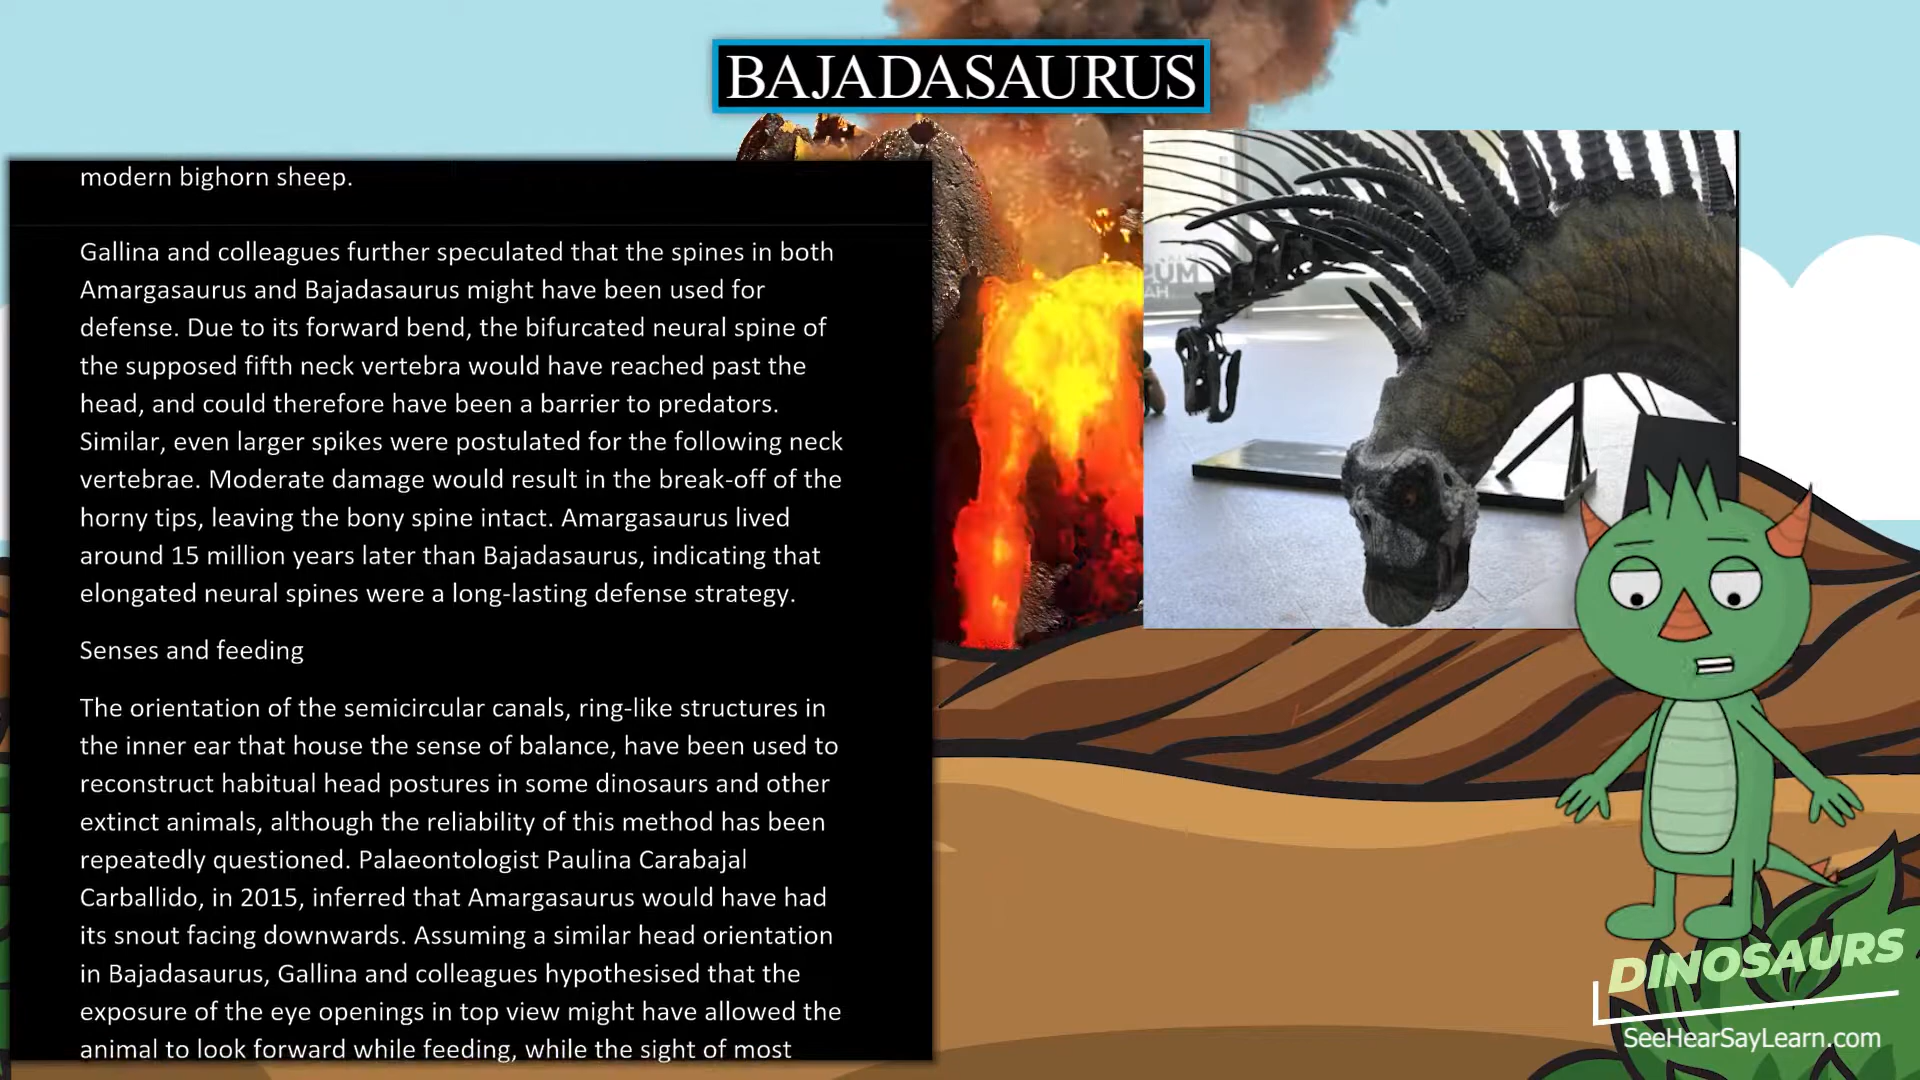 BAJADASAURUS
modern bighorn sheep.
Gallina and colleagues further speculated that the spines in both
Amargasaurus and Bajadasaurus might have been used for
defense. Due to its forward bend, the bifurcated neural spine of
the supposed fifth neck vertebra would have reached past the
head, and could therefore have been a barrier to predators.
Similar, even larger spikes were postulated for the following neck
vertebrae. Moderate damage would result in the break-off of the
horny tips, leaving the bony spine intact. Amargasaurus lived
around 15 million years later than Bajadasaurus, indicating that
elongated neural spines were a long-lasting defense strategy.
Senses and feeding
The orientation of the semicircular canals, ring-like structures in
the inner ear that house the sense of balance, have been used to
reconstruct habitual head postures in some dinosaurs and other
extinct animals, although the reliability of this method has been
repeatedly questioned. Palaeontologist Paulina Carabajal
Carballido, in 2015, inferred that Amargasaurus would have had
its snout facing downwards. Assuming a similar head orientation
in Bajadasaurus, Gallina and colleagues hypothesised that the
exposure of the eye openings in top view might have allowed the
animal to look forward while feeding, while the sight of most
DINOSAURS
SeeHearSayLearn.com